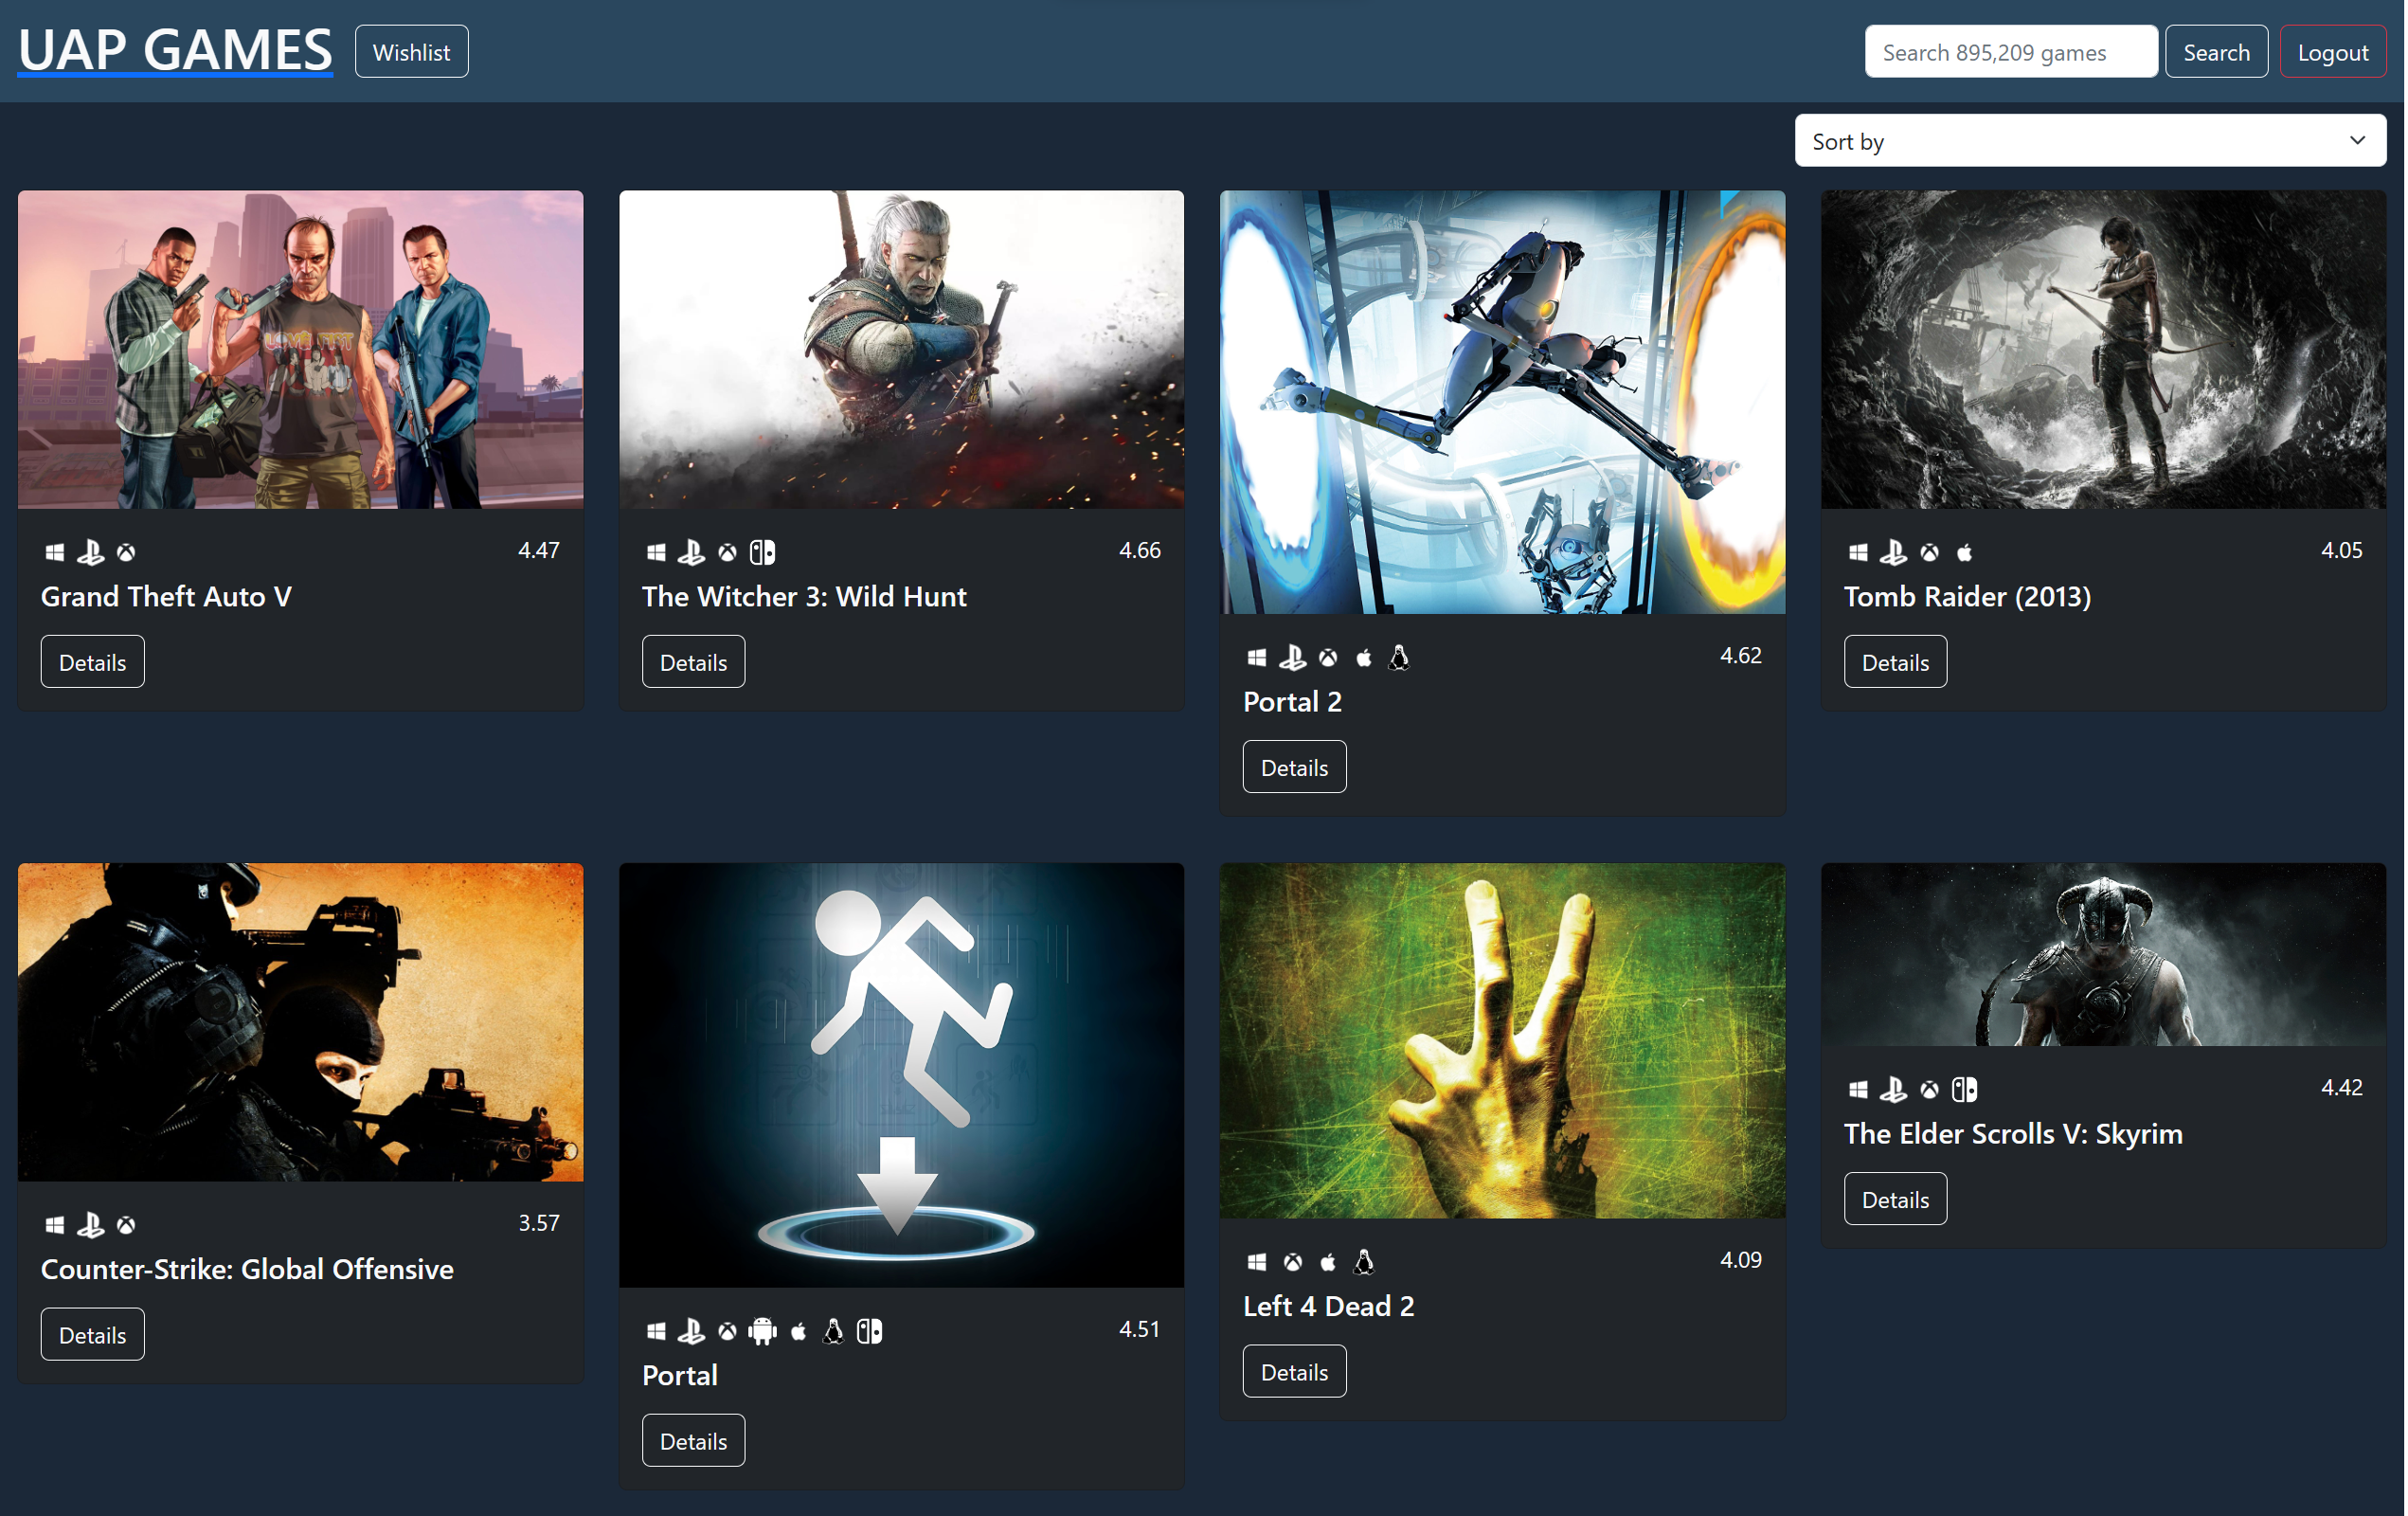 UAP GAMES
Wishlist
Search 895,209 games
Search
Logout
Sort by
4.47
Grand Theft Auto V
Details
4.66
The Witcher 3: Wild Hunt
Details
4.62
Portal 2
Details
4.05
Tomb Raider (2013)
Details
3.57
Counter-Strike: Global Offensive
Details
4.51
Portal
Details
4.09
Left 4 Dead 2
Details
4.42
The Elder Scrolls V: Skyrim
Details